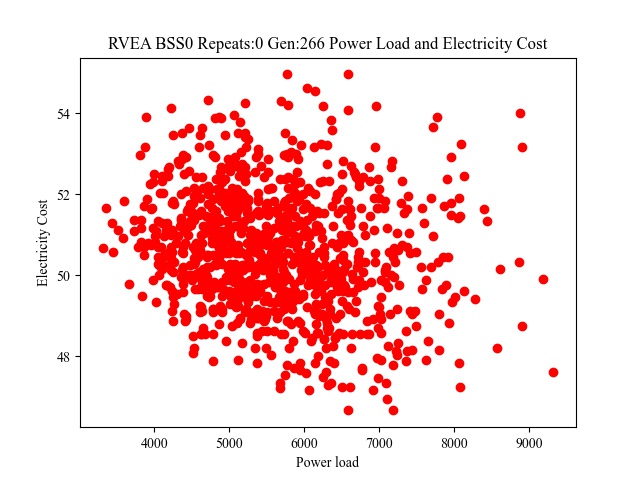 RVEA BSS0 Repeats:0 Gen:266 Power Load and Electricity Cost
Electricity Cost
54
52
50
48
4000 5000 6000 7000 8000 9000
Power load